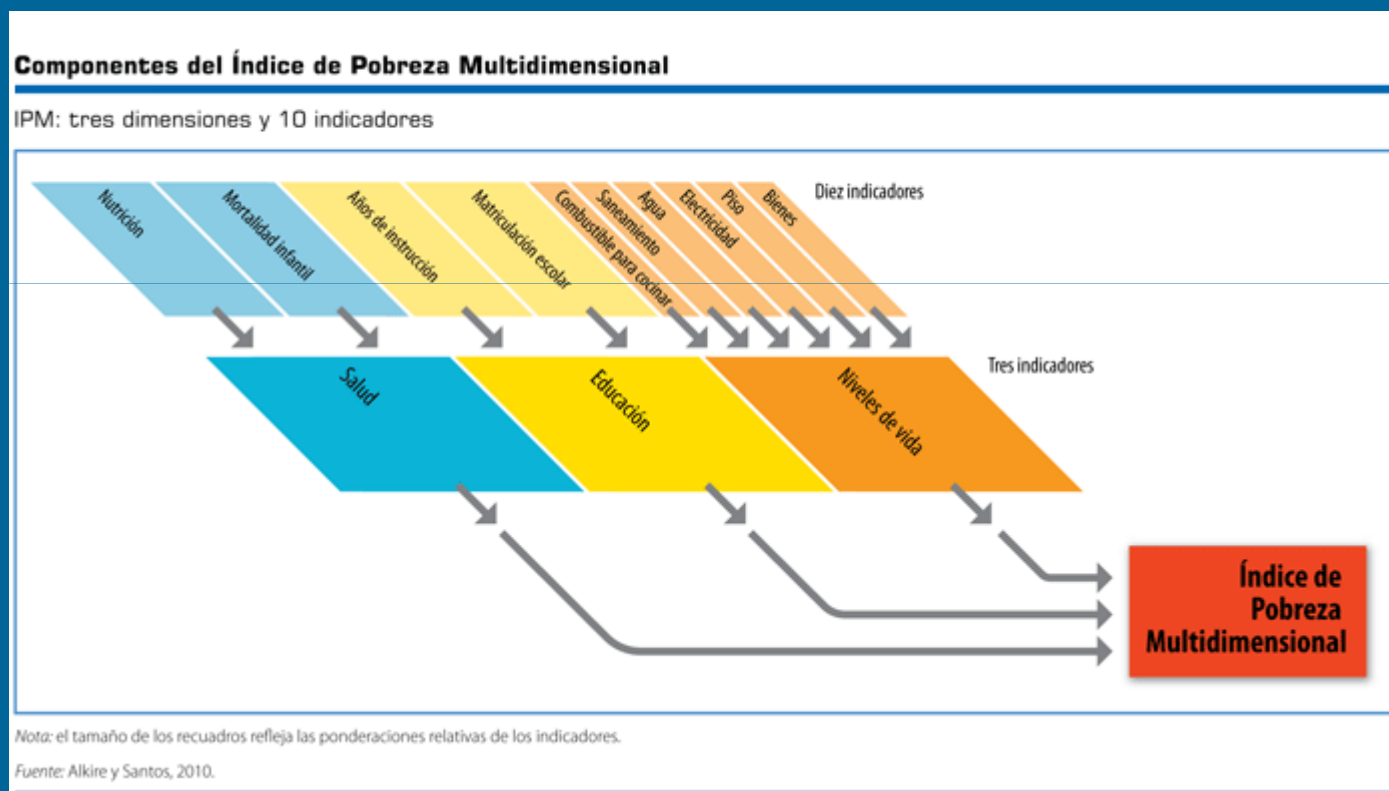 Componentes del Índice de Pobreza Multidimensional
IPM: tres dimensiones y 10 indicadores
Nutrición
Mortalidad infantil
Años de instrucción
Matriculación escolar
Combustible para cocinar
Saneamiento
Agua
Electricidad
Piso
Bienes
Diez indicadores
Salud
Educación
Niveles de vida
Tres indicadores
Índice de
Pobreza
Multidimensional
Nota: el tamaño de los recuadros refleja las ponderaciones relativas de los indicadores.
Fuente: Alkire y Santos, 2010.